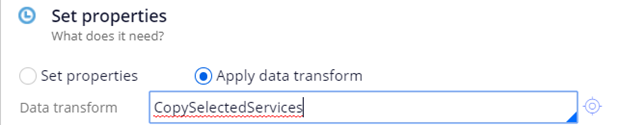 Set properties
What does it need?
Set properties Apply data transform
Data transform CopySelectedServices